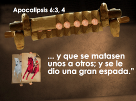 Apocalipsis 6:3, 4
... y que se matasen
unos a otros; y se le
dio una gran espada."